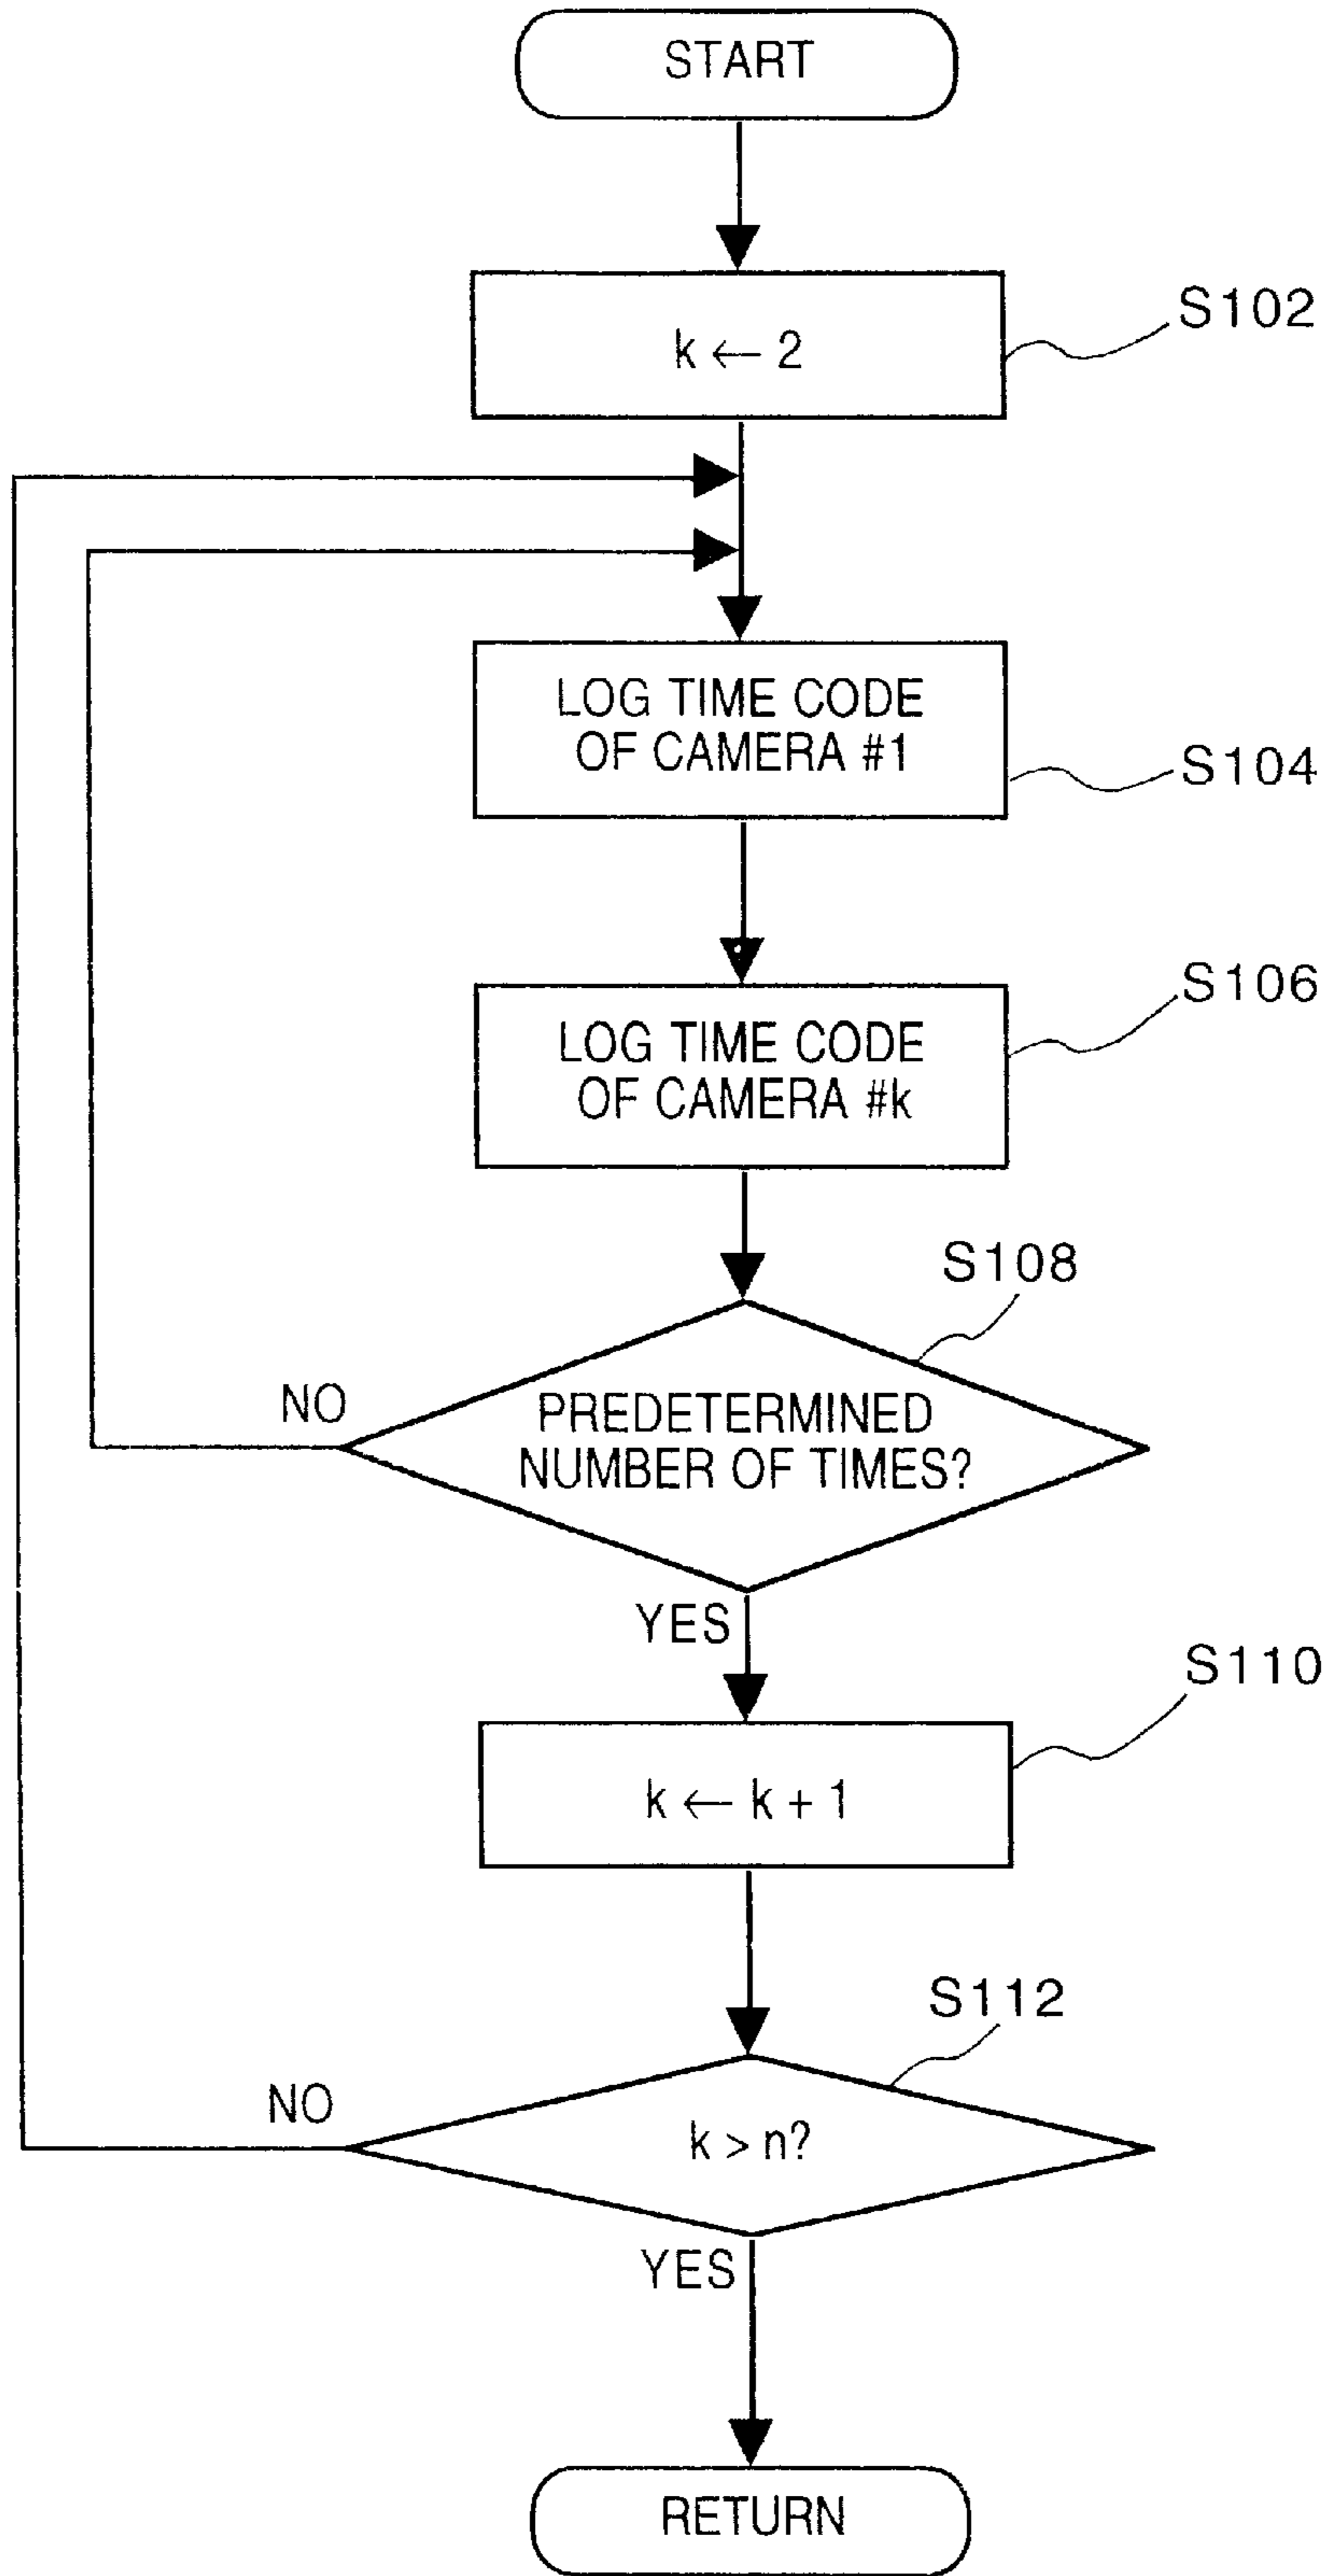 START
k ← 2
S102
LOG TIME CODE
OF CAMERA #1
S104
LOG TIME CODE
OF CAMERA #k
S106
S108
PREDETERMINED
NUMBER OF TIMES?
NO
YES
k ← k + 1
S110
S112
k > n?
NO
YES
RETURN